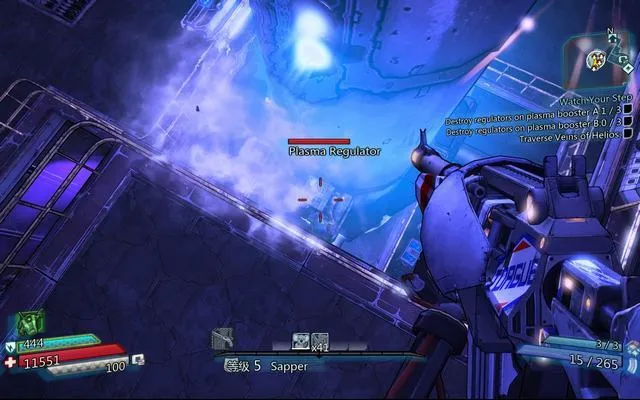 N
Watch Your Step
Destroy regulators on plasma booster A 1 / 3
Destroy regulators on plasma booster B 0 / 3
Traverse Veins of Helios.
Plasma Regulator
TORGUE
444
11551
100
x41
等级 5 Sapper
3 / 3
15 / 265